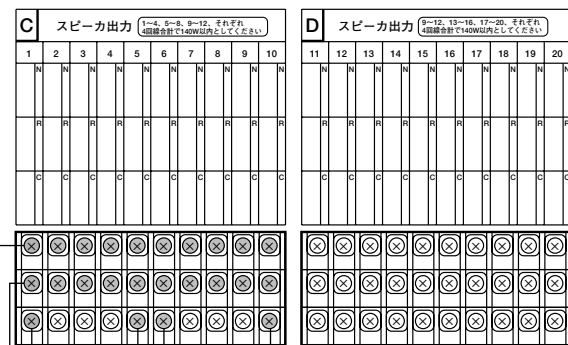 C スピーカ出力 1~4、5~8、9~12、それぞれ
4回線合計で140W以内としてください
1 2 3 4 5 6 7 8 9 10
N N N N N N N N N N
R R R R R R R R R R
C C C C C C C C C C
D スピーカ出力 9~12、13~16、17~20、それぞれ
4回線合計で140W以内としてください
11 12 13 14 15 16 17 18 19 20
N N N N N N N N N N
R R R R R R R R R R
C C C C C C C C C C